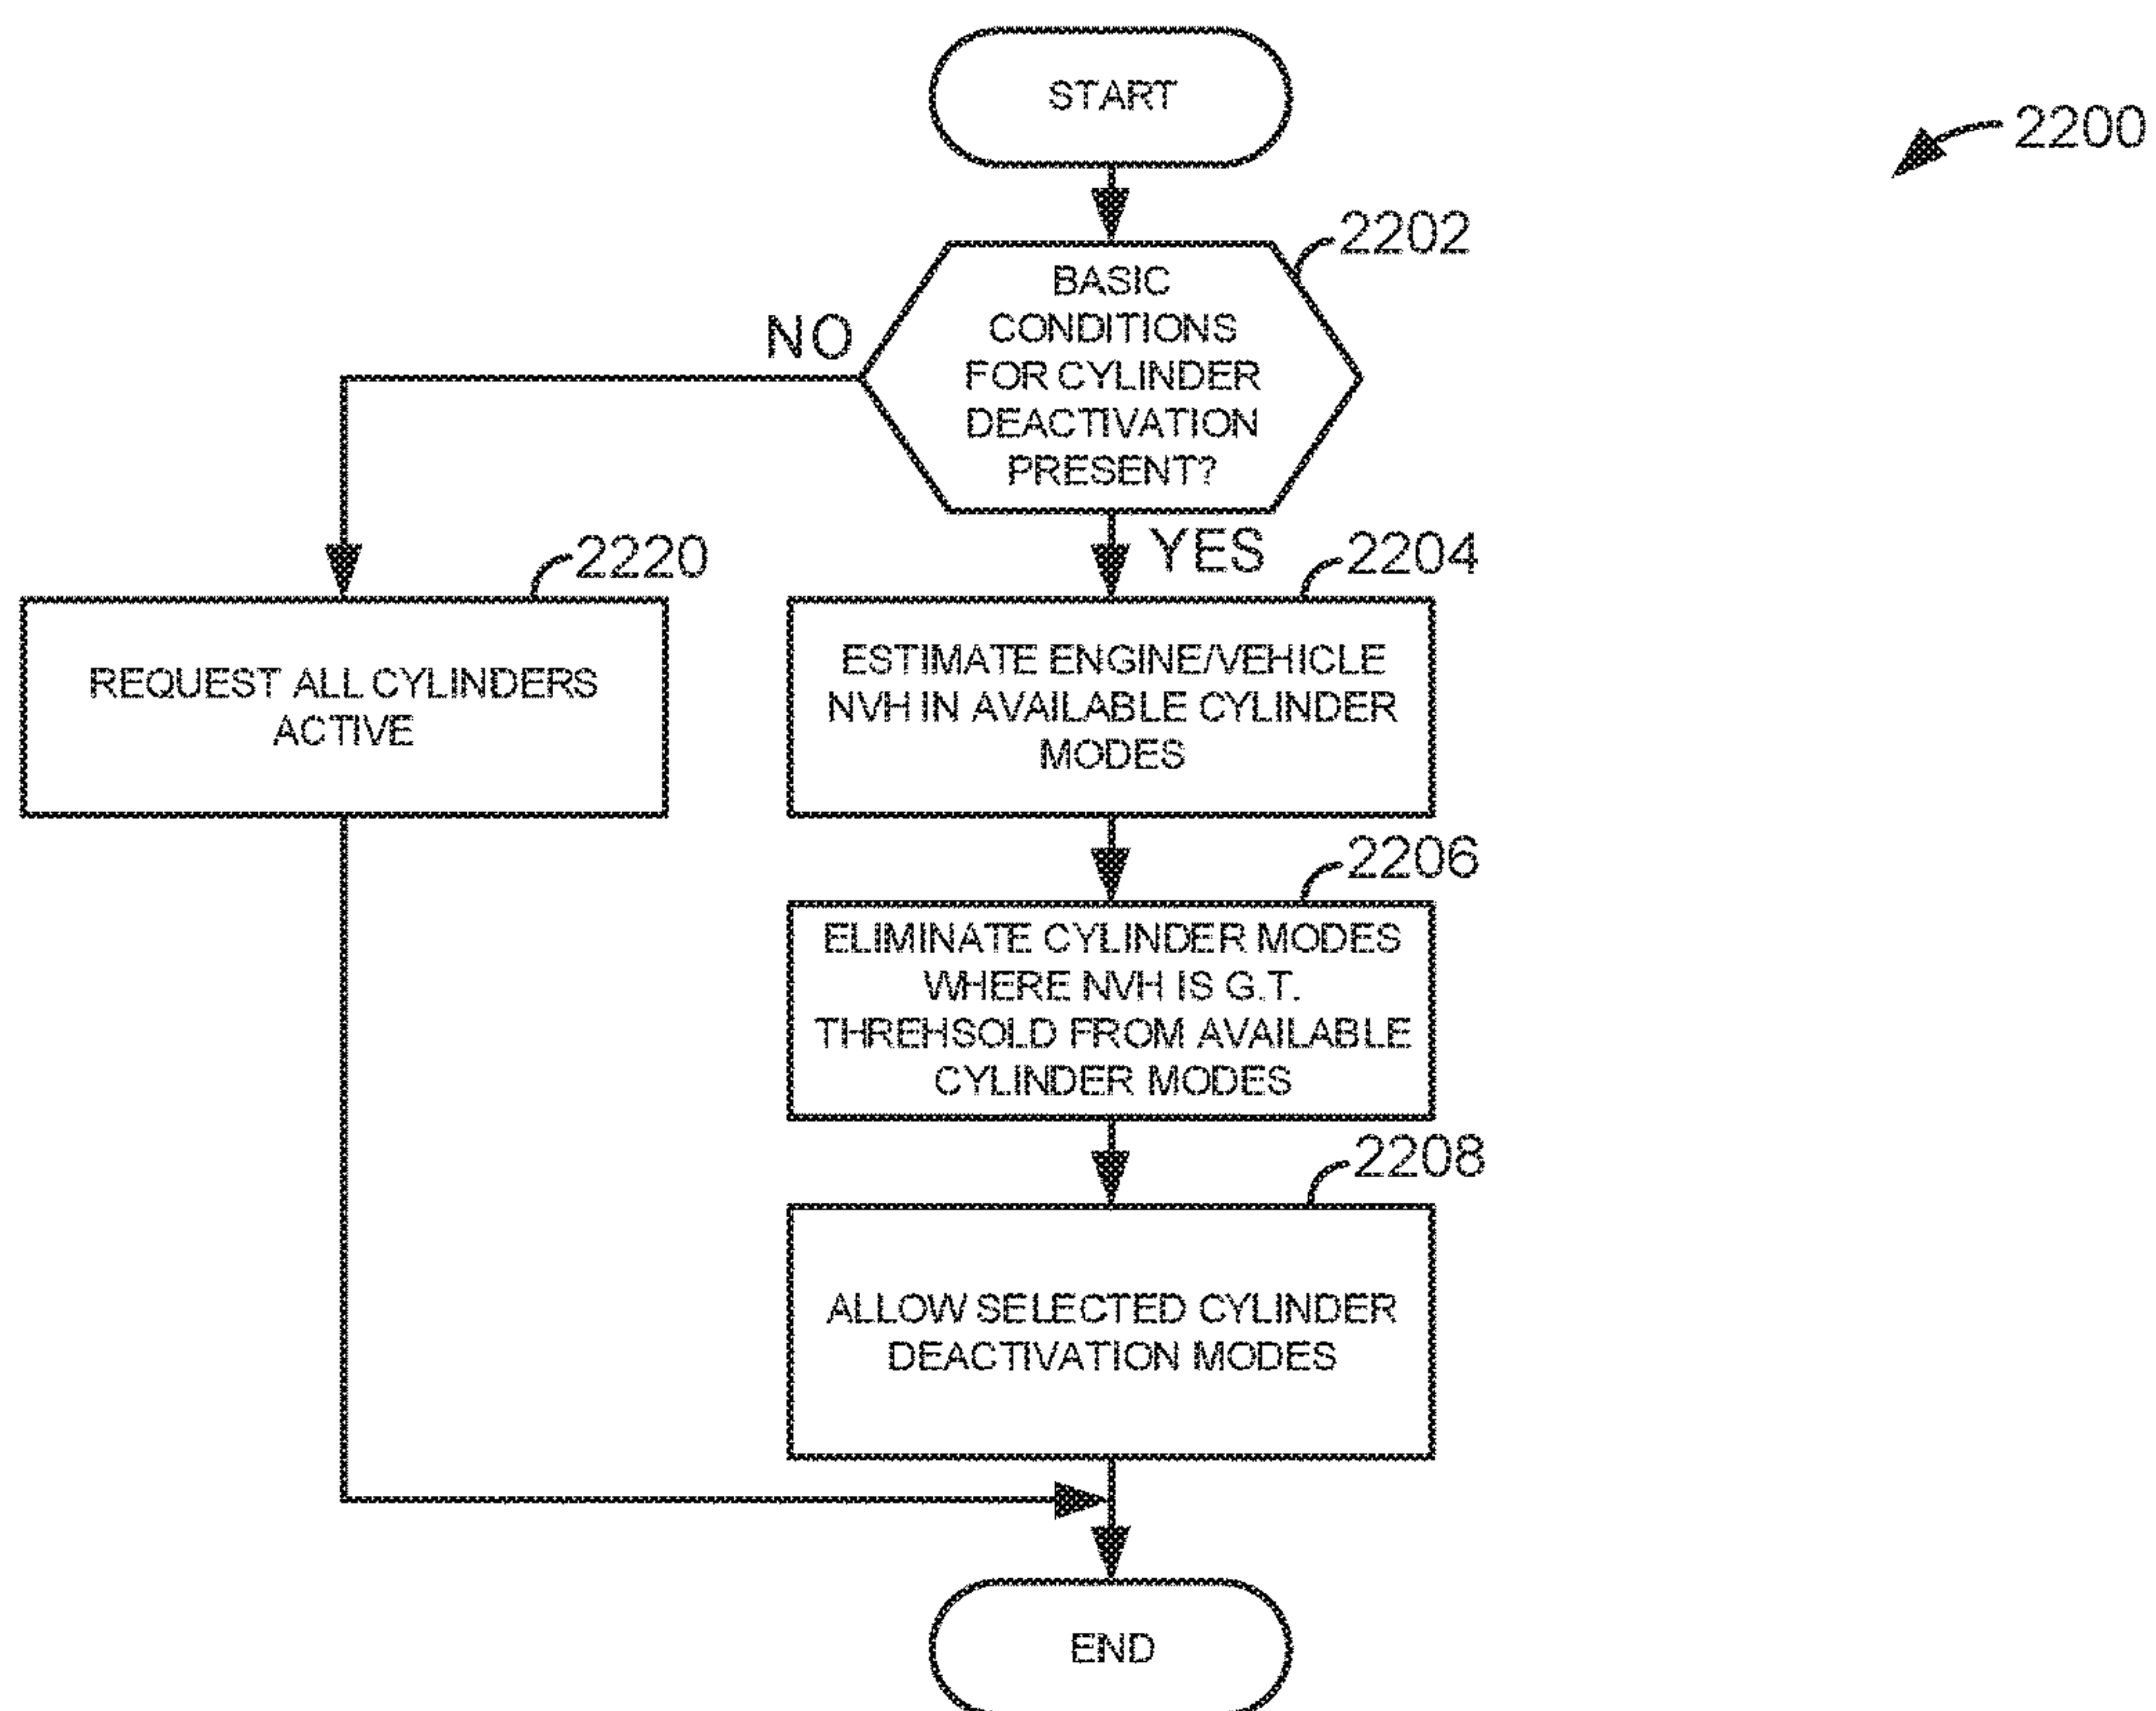 START
2200
2202
BASIC
CONDITIONS
FOR CYLINDER
DEACTIVATION
PRESENT?
NO
YES
2220
REQUEST ALL CYLINDERS
ACTIVE
2204
ESTIMATE ENGINE/VEHICLE
NVH IN AVAILABLE CYLINDER
MODES
2206
ELIMINATE CYLINDER MODES
WHERE NVH IS G.T.
THREHSOLD FROM AVAILABLE
CYLINDER MODES
2208
ALLOW SELECTED CYLINDER
DEACTIVATION MODES
END